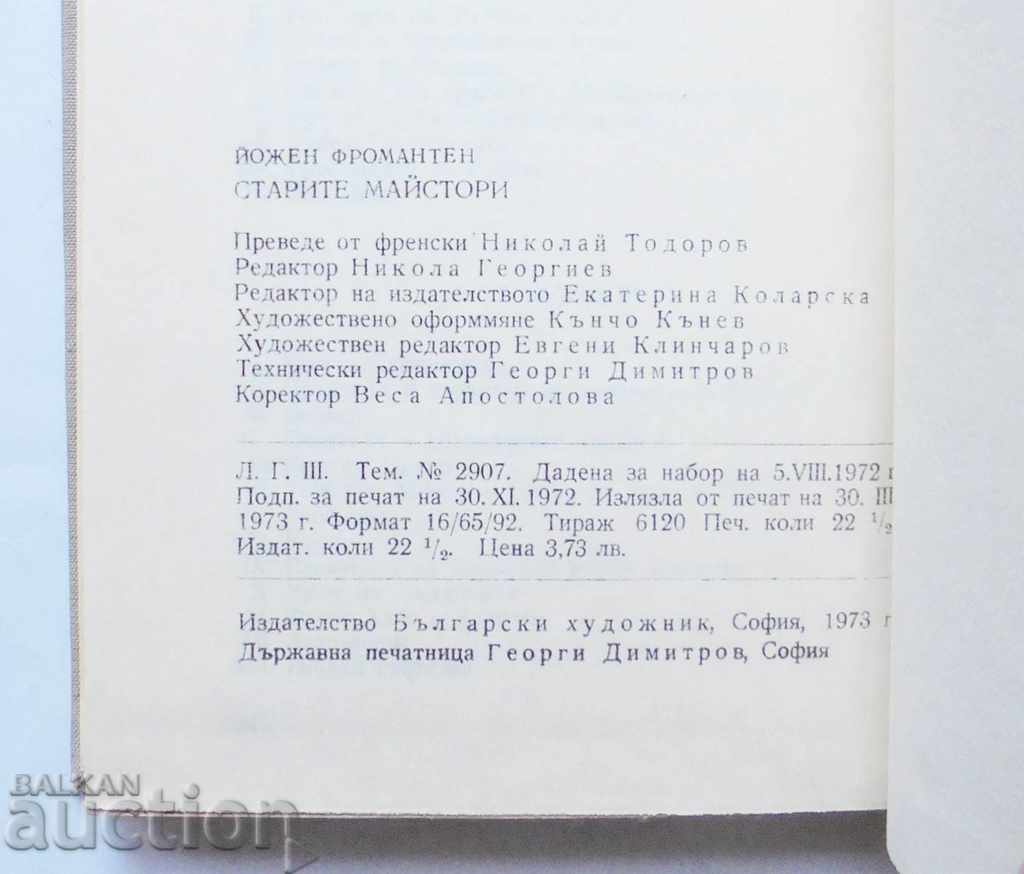 ЙОЖЕН ФРОМАНТЕН
СТАРИТЕ МАЙСТОРИ
Преведе от френски Николай Тодоров
Редактор Никола Георгиев
Редактор на издателството Екатерина Коларска
Художествено оформмяне Кънчо Кънев
Художествен редактор Евгени Клинчаров
Технически редактор Георги Димитров
Коректор Веса Апостолова
Л. Г. III. Тем. № 2907. Дадена за набор на 5.VIII.1972 г
Подп. за печат на 30. XI. 1972. Излязла от печат на 30. III
1973 г. Формат 16/65/92. Тираж 6120 Печ. коли 22 1/2
Издат. коли 22 1/2. Цена 3,73 лв.
Издателство Български художник, София, 1973 г
Държавна печатница Георги Димитров, София
BALKAN
auction